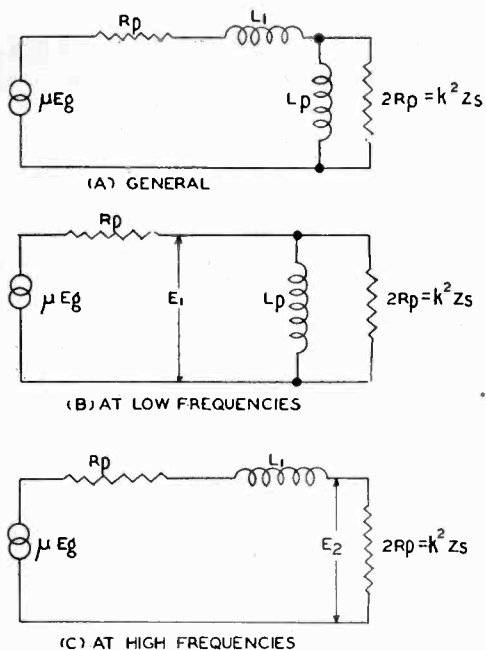 Rp L1
μEg Lp 2Rp=k²Zs
(A) GENERAL
Rp
μEg E1 Lp 2Rp=k²Zs
(B) AT LOW FREQUENCIES
Rp L1
μEg E2 2Rp=k²Zs
(C) AT HIGH FREQUENCIES